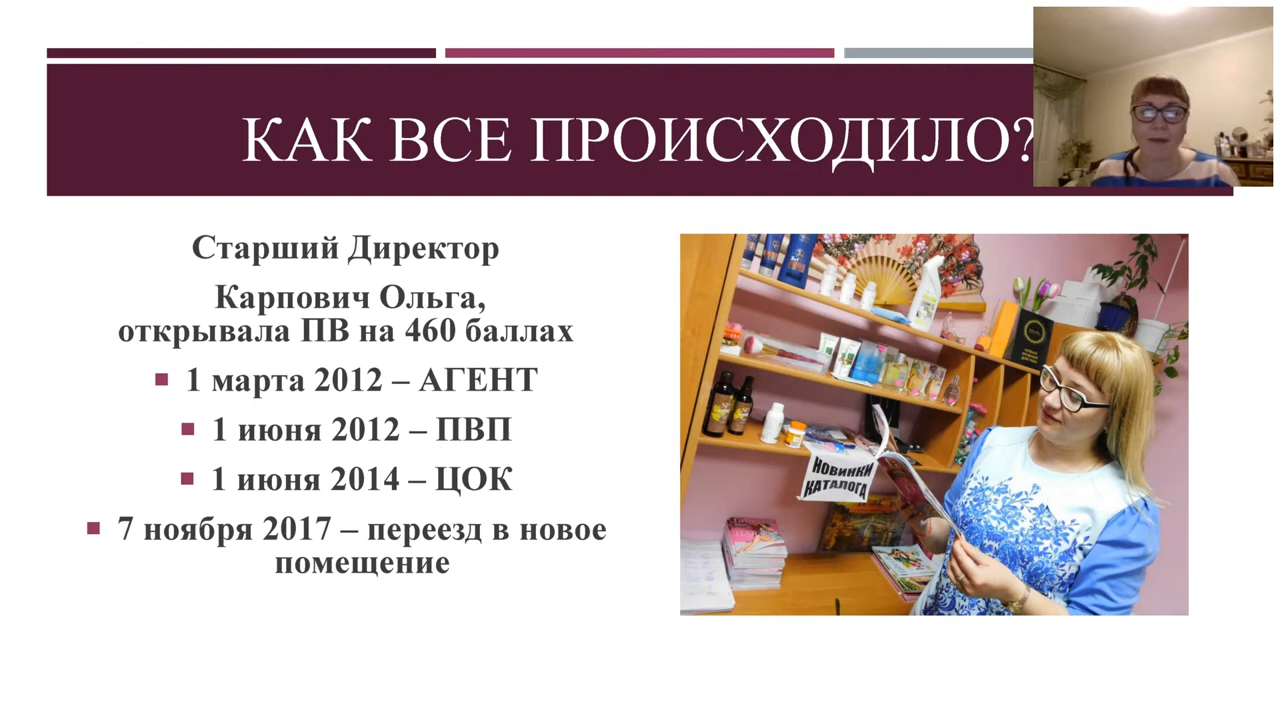 КАК ВСЕ ПРОИСХОДИЛО?
Старший Директор
Карпович Ольга,
открывала ПВ на 460 баллах
1 марта 2012 – АГЕНТ
1 июня 2012 – ПВП
1 июня 2014 – ЦОК
7 ноября 2017 – переезд в новое
помещение
НОВИНКИ
КАТАЛОГА